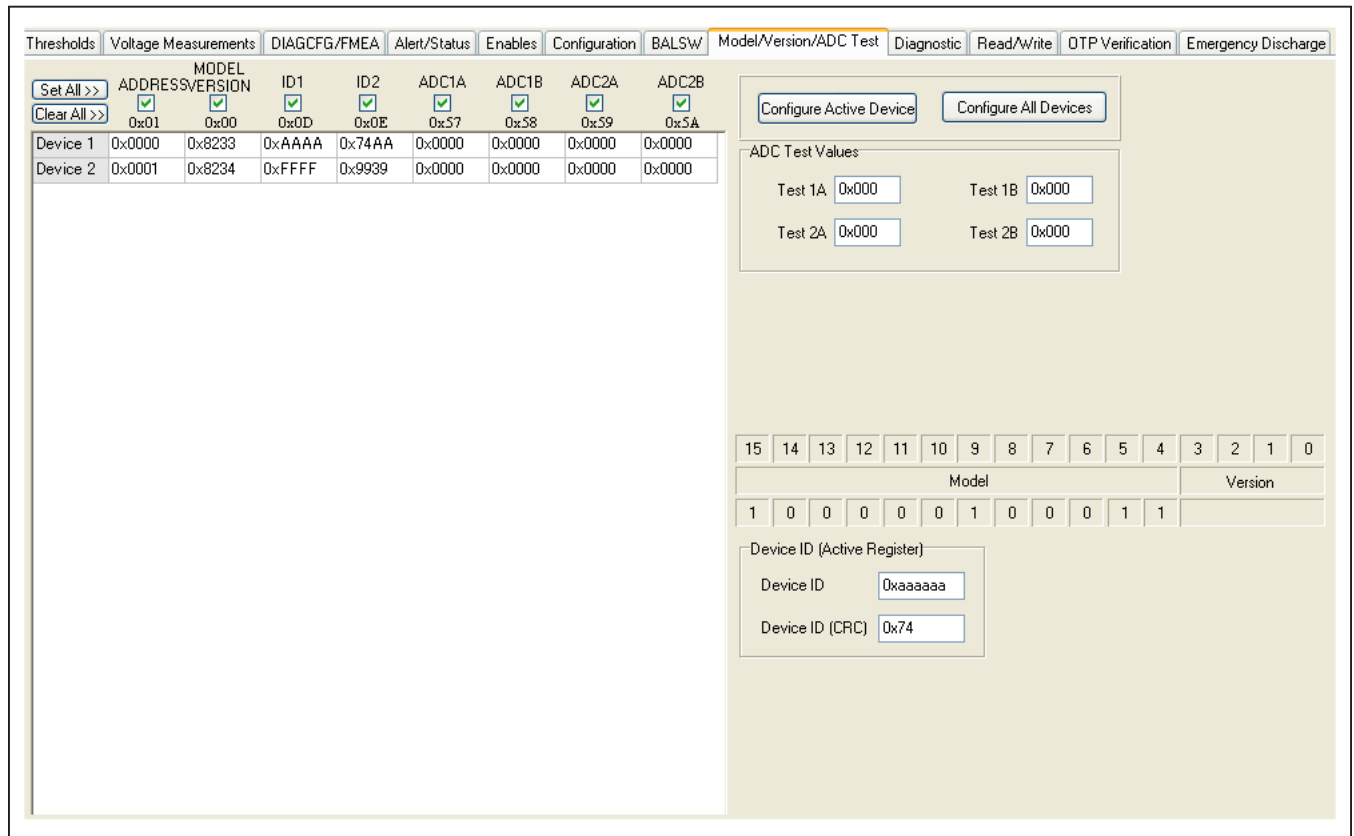 Thresholds Voltage Measurements DIAGCFG/FMEA Alert/Status Enables Configuration BALSW Model/Version/ADC Test Diagnostic Read/Write OTP Verification Emergency Discharge
Set All >> ADDRESS MODEL VERSION ID1 ID2 ADC1A ADC1B ADC2A ADC2B
Clear All >> 0x01 0x00 0x0D 0x0E 0x57 0x58 0x59 0x5A
Device 1 0x0000 0x8233 0xAAAA 0x74AA 0x0000 0x0000 0x0000 0x0000
Device 2 0x0001 0x8234 0xFFFF 0x9939 0x0000 0x0000 0x0000 0x0000
Configure Active Device Configure All Devices
ADC Test Values
Test 1A 0x000 Test 1B 0x000
Test 2A 0x000 Test 2B 0x000
15 14 13 12 11 10 9 8 7 6 5 4 3 2 1 0
Model Version
1 0 0 0 0 0 1 0 0 0 1 1
Device ID (Active Register)
Device ID 0xaaaaaa
Device ID (CRC) 0x74